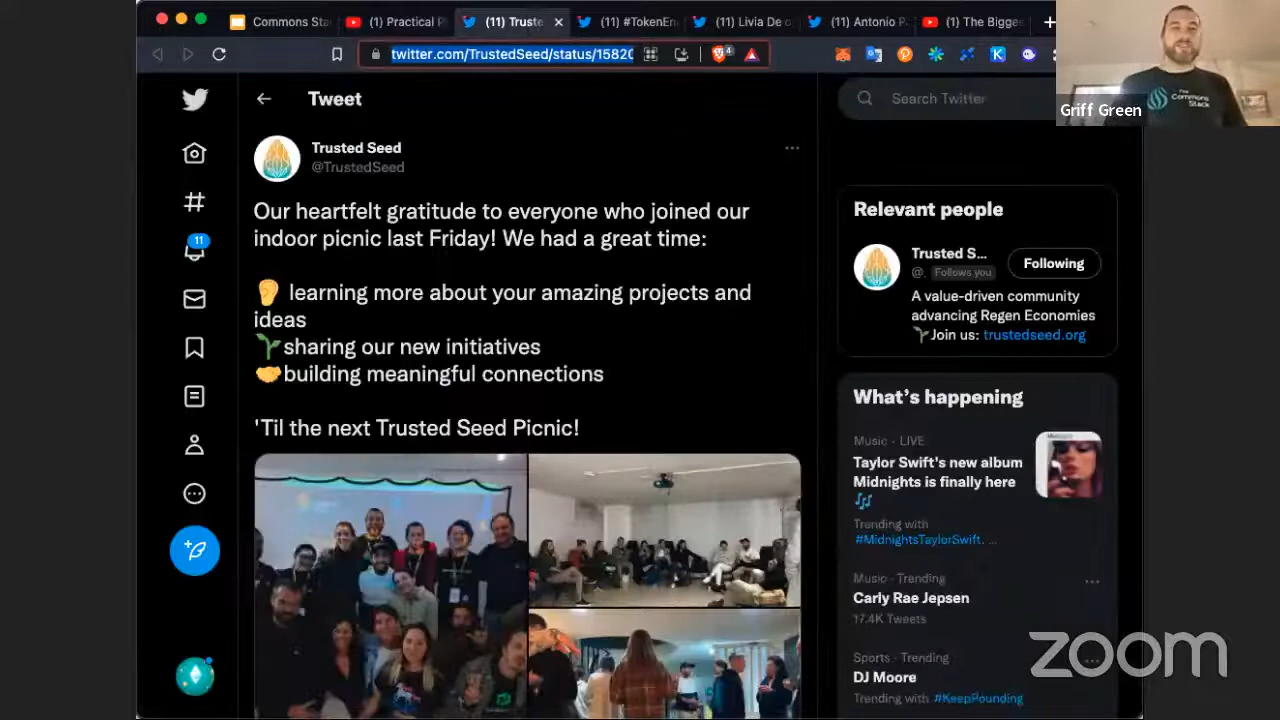 Commons Sta
(1) Practical P
(11) Truste
(11) #TokenEn
(11) Livia De o
(11) Antonio P.
(1) The Bigge
twitter.com/TrustedSeed/status/15820
4
Griff Green
The
Commons
Stack
Tweet
Search Twitter
Trusted Seed
@TrustedSeed
11
Our heartfelt gratitude to everyone who joined our
indoor picnic last Friday! We had a great time:
learning more about your amazing projects and
ideas
sharing our new initiatives
building meaningful connections
'Til the next Trusted Seed Picnic!
Relevant people
Trusted S...
@.
Follows you
Following
A value-driven community
advancing Regen Economies
Join us: trustedseed.org
What's happening
Music · LIVE
Taylor Swift's new album
Midnights is finally here
Trending with
#MidnightsTaylorSwift. ...
Music · Trending
Carly Rae Jepsen
17.4K Tweets
Sports · Trending
DJ Moore
Trending with #KeepPounding
zoom